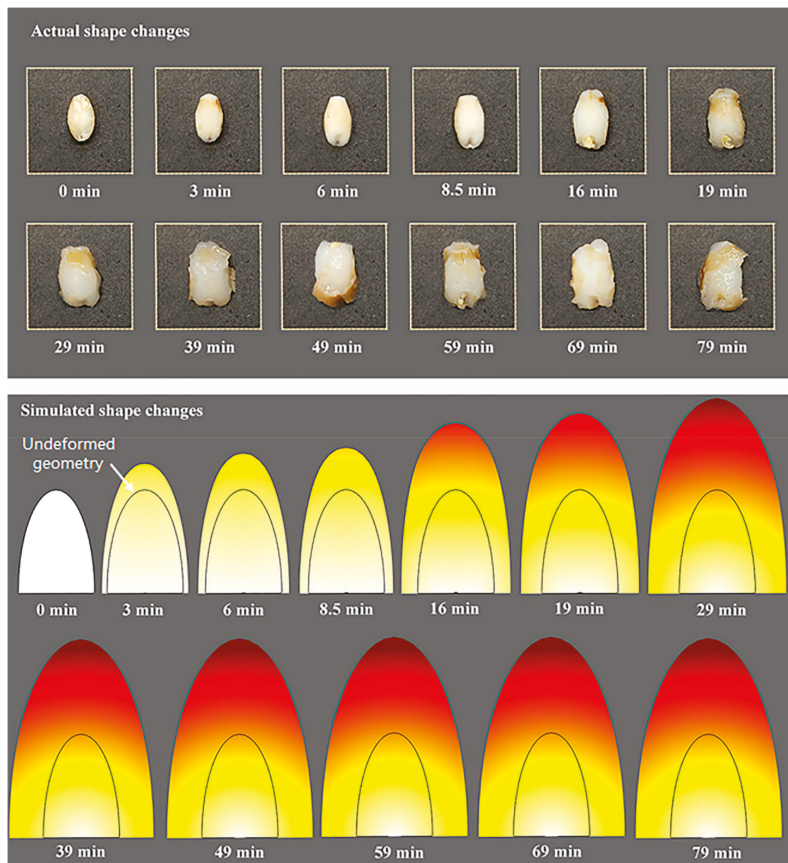 Actual shape changes
0 min
3 min
6 min
8.5 min
16 min
19 min
29 min
39 min
49 min
59 min
69 min
79 min
Simulated shape changes
Undeformed
geometry
0 min
3 min
6 min
8.5 min
16 min
19 min
29 min
39 min
49 min
59 min
69 min
79 min